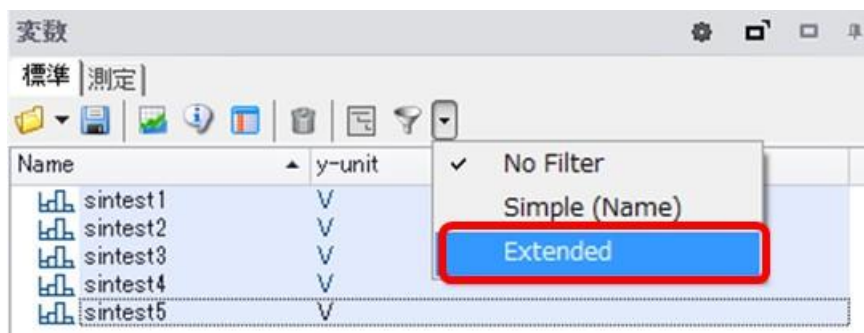 変数
標準 測定
Name y-unit
No Filter
Simple (Name)
Extended
sintest1 V
sintest2 V
sintest3 V
sintest4 V
sintest5 V